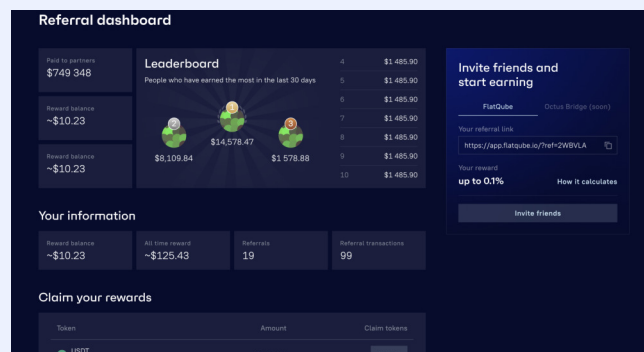 Referral dashboard
Paid to partners
$749 348
Reward balance
~$10.23
Reward balance
~$10.23
Leaderboard
People who have earned the most in the last 30 days
2
$8,109.84
1
$14,578.47
3
$1 578.88
4 $1 485.90
5 $1 485.90
6 $1 485.90
7 $1 485.90
8 $1 485.90
9 $1 485.90
10 $1 485.90
Invite friends and
start earning
FlatQube Octus Bridge (soon)
Your referral link
https://app.flatqube.io/?ref=2WBVLA
Your reward
up to 0.1% How it calculates
Invite friends
Your information
Reward balance
~$10.23
All time reward
~$125.43
Referrals
19
Referral transactions
99
Claim your rewards
Token Amount Claim tokens
USDT